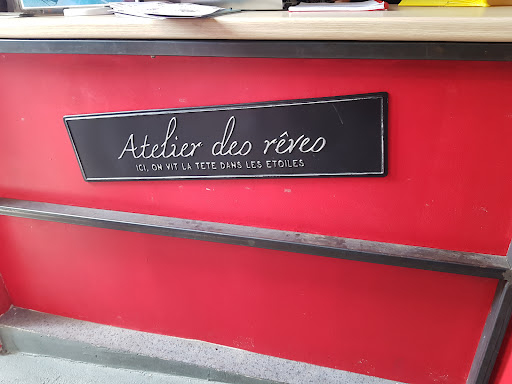 Atelier des rêves
ICI, ON VIT LA TETE DANS LES ETOILES